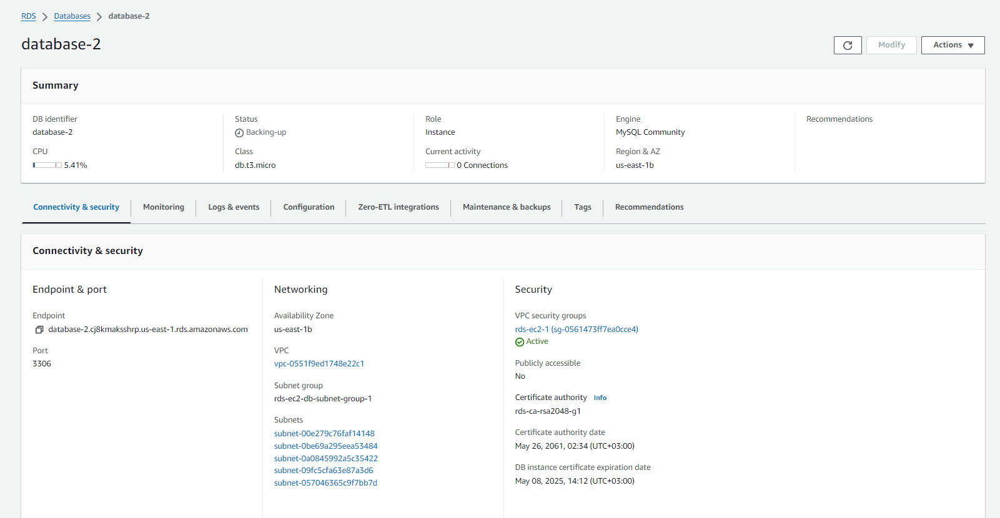 RDS > Databases > database-2
database-2
Modify
Actions
Summary
DB identifier
database-2
Status
Backing-up
Role
Instance
Engine
MySQL Community
Recommendations
CPU
5.41%
Class
db.t3.micro
Current activity
0 Connections
Region & AZ
us-east-1b
Connectivity & security
Monitoring
Logs & events
Configuration
Zero-ETL integrations
Maintenance & backups
Tags
Recommendations
Connectivity & security
Endpoint & port
Endpoint
database-2.cj8kmaksshrp.us-east-1.rds.amazonaws.com
Port
3306
Networking
Availability Zone
us-east-1b
VPC
vpc-0551f9ed1748e22c1
Subnet group
rds-ec2-db-subnet-group-1
Subnets
subnet-00e279c76faf14148
subnet-0be69a295eea53484
subnet-0a0845992a5c35422
subnet-09fc5cfa63e87a3d6
subnet-057046365c9f7bb7d
Security
VPC security groups
rds-ec2-1 (sg-0561473ff7ea0cce4)
Active
Publicly accessible
No
Certificate authority Info
rds-ca-rsa2048-g1
Certificate authority date
May 26, 2061, 02:34 (UTC+03:00)
DB instance certificate expiration date
May 08, 2025, 14:12 (UTC+03:00)